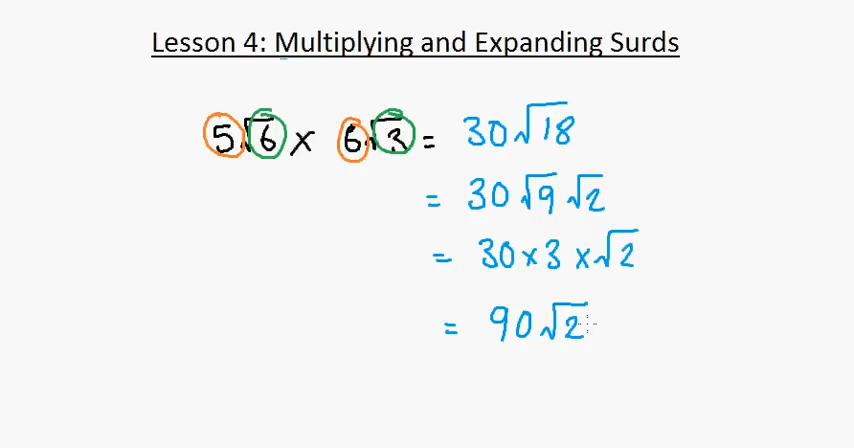 Lesson 4: Multiplying and Expanding Surds
5√6 × 6√3 = 30√18
= 30√9√2
= 30×3×√2
= 90√2